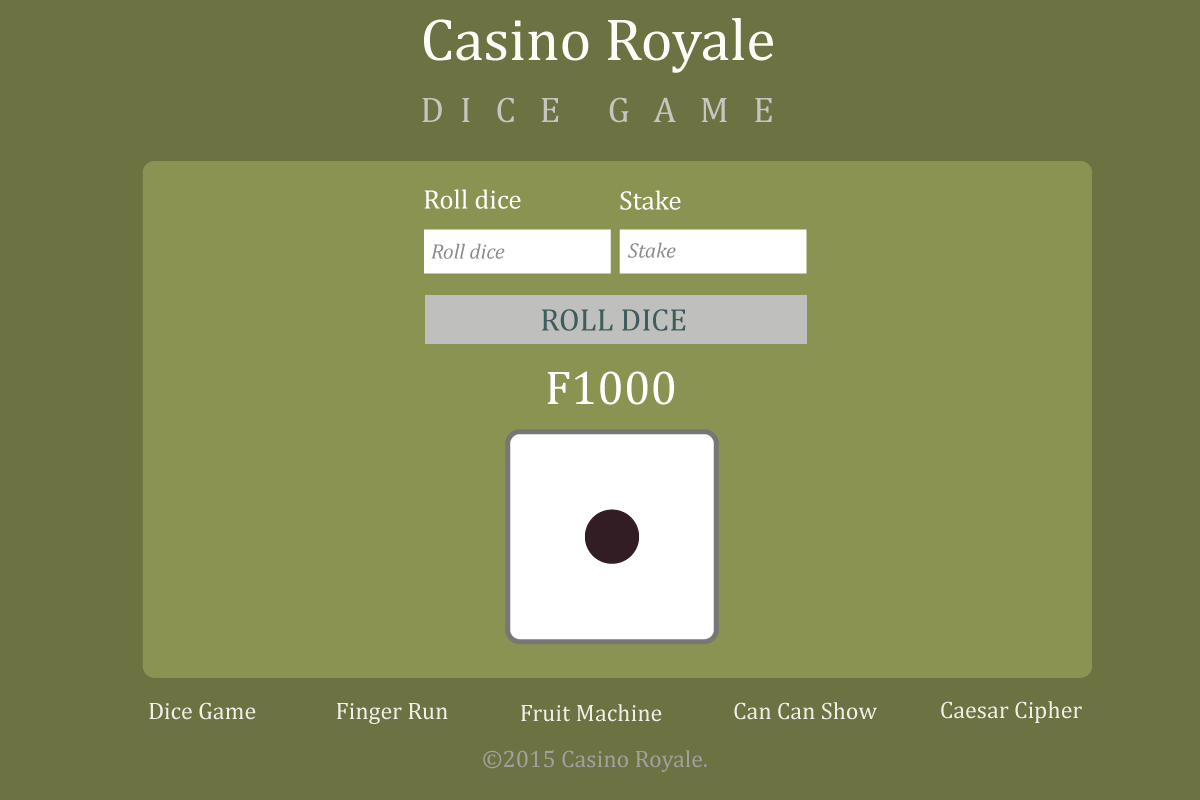 Casino Royale
DICE GAME
Roll dice Stake
Roll dice Stake
ROLL DICE
F1000
Dice Game Finger Run Fruit Machine Can Can Show Caesar Cipher
©2015 Casino Royale.